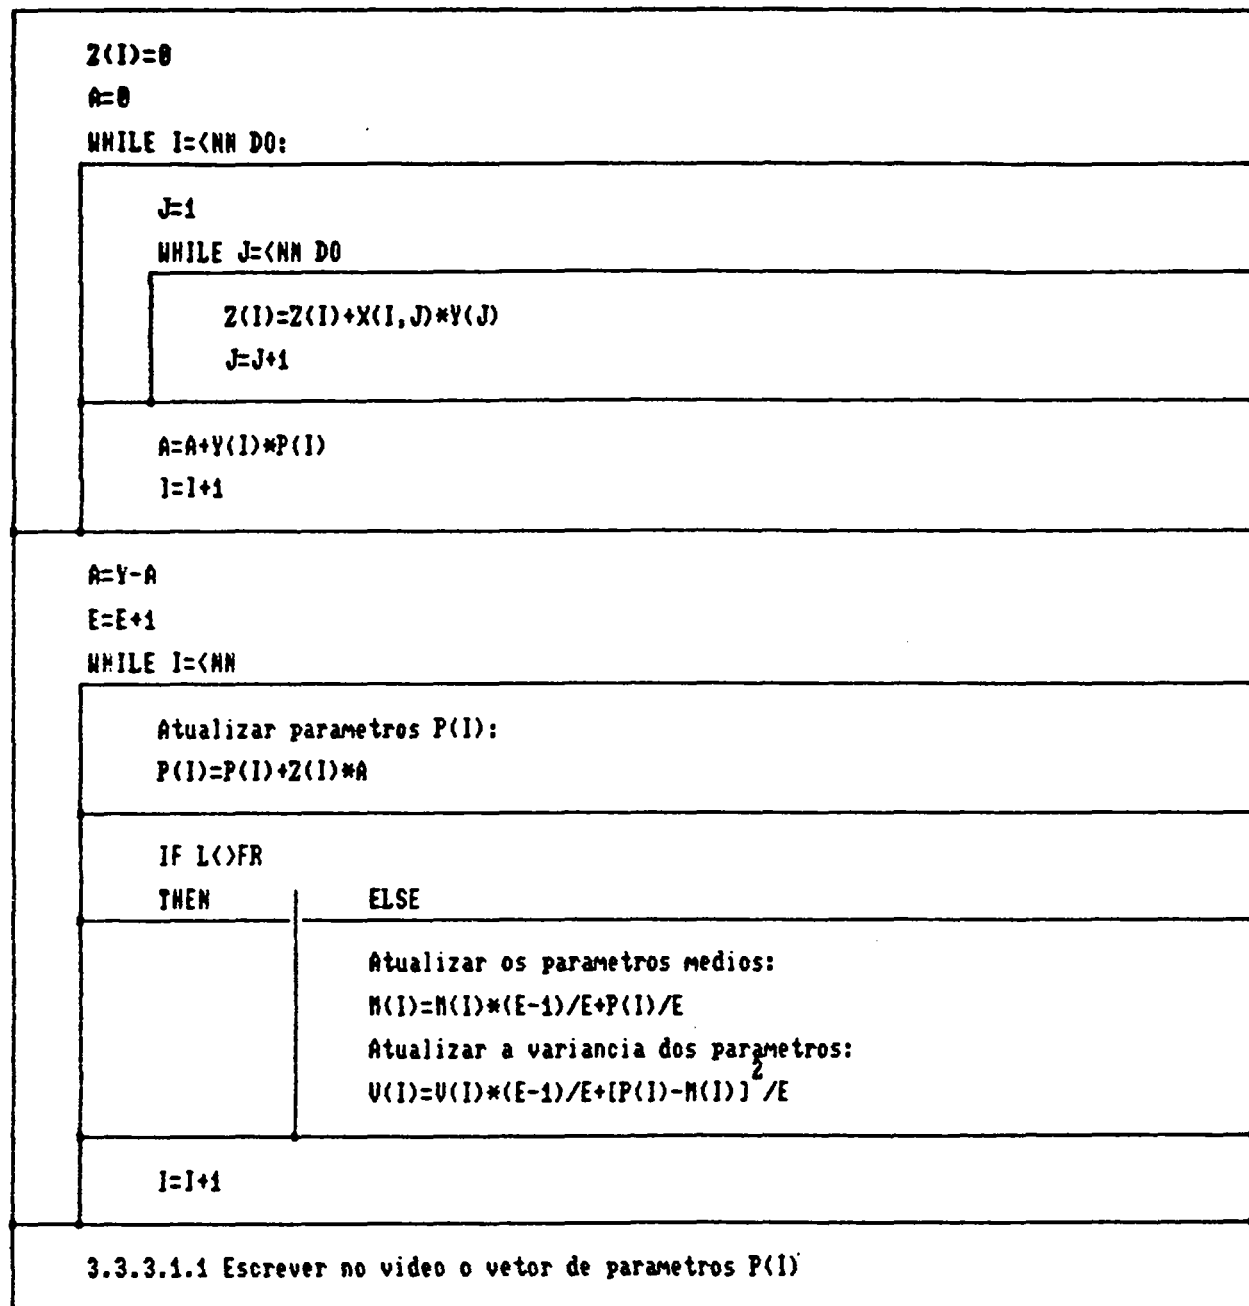 Z(I)=0
A=0
WHILE I=<NN DO:
J=1
WHILE J=<NN DO
Z(I)=Z(I)+X(I,J)*Y(J)
J=J+1
A=A+Y(I)*P(I)
I=I+1
A=Y-A
E=E+1
WHILE I=<NN
Atualizar parametros P(I):
P(I)=P(I)+Z(I)*A
IF L<>FR
THEN ELSE
Atualizar os parametros medios:
M(I)=M(I)*(E-1)/E+P(I)/E
Atualizar a variancia dos parametros:
V(I)=V(I)*(E-1)/E+[P(I)-M(I)]²/E
I=I+1
3.3.3.1.1 Escrever no video o vetor de parametros P(I)